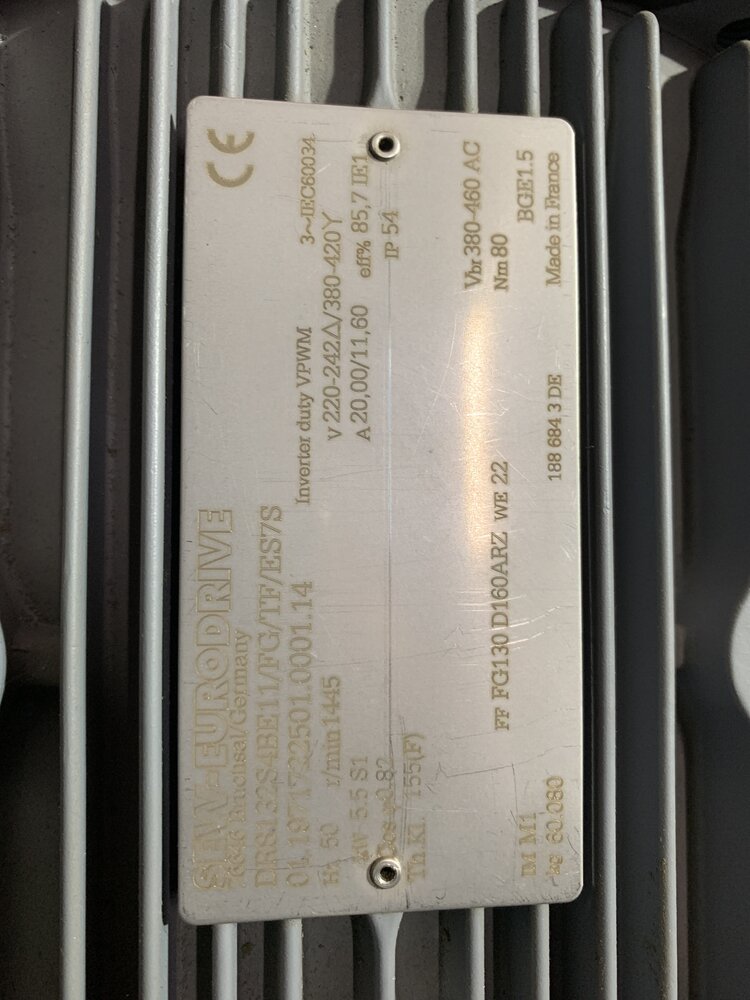 SEW-EURODRIVE CE
76646 Bruchsal/Germany
DRS132S4BE11/FG/TF/ES7S
01.1971722501.0001.14 Inverter duty VPWM 3~IEC60034
Hz 50 r/min 1445 V 220-242Δ/380-420Y
kW 5.5 S1 A 20,00/11,60 eff% 85,7 IE1
Cos φ 0.82 IP 54
Th.Kl. 155(F)
Vbr 380-460 AC
FF FG130 D160ARZ WE 22 Nm 80
IM M1 BGE1.5
kg 60.080 188 684 3 DE Made in France